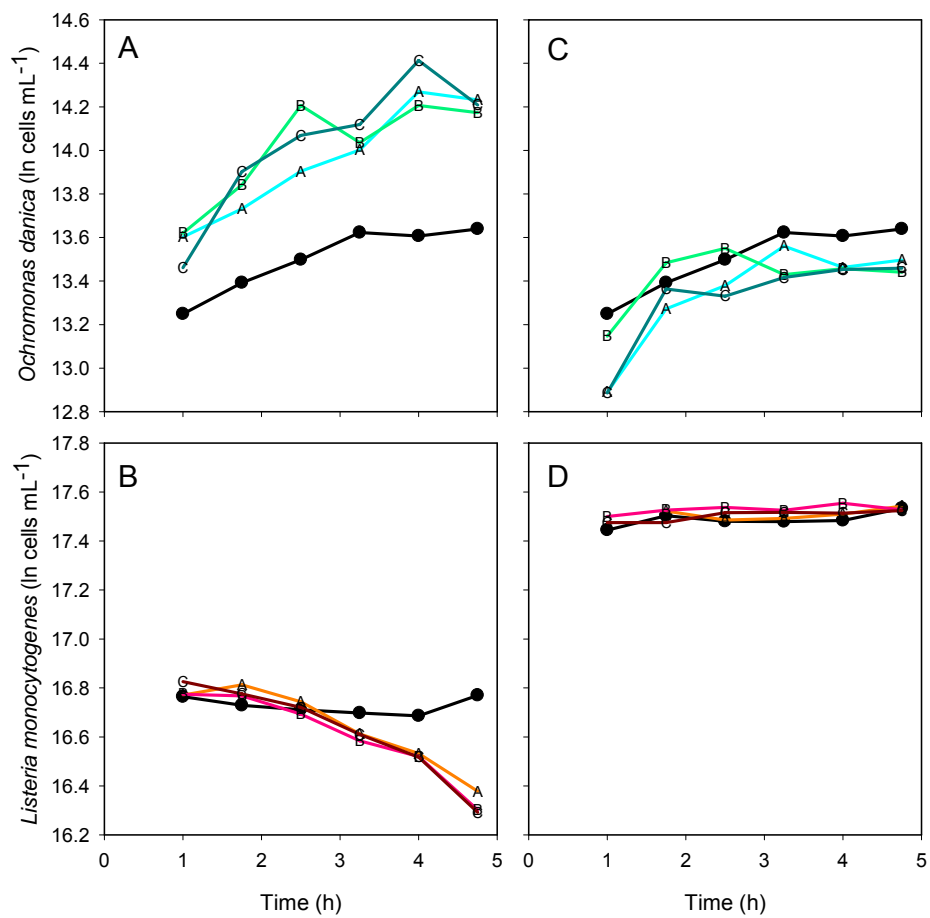 Ochromonas danica (ln cells mL⁻¹)
14.6
14.4
14.2
14.0
13.8
13.6
13.4
13.2
13.0
12.8
A
C
Listeria monocytogenes (ln cells mL⁻¹)
17.8
17.6
17.4
17.2
17.0
16.8
16.6
16.4
16.2
B
D
0 1 2 3 4 5
0 1 2 3 4 5
Time (h)
Time (h)